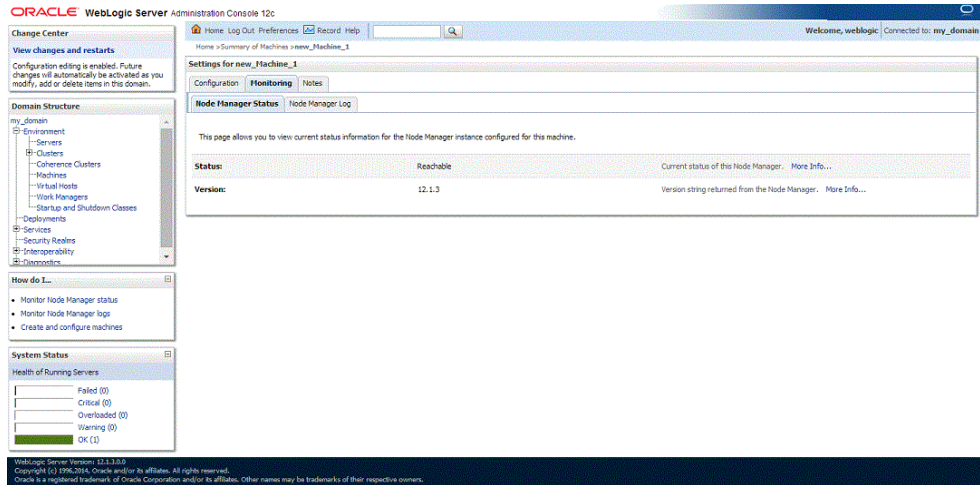 ORACLE WebLogic Server Administration Console 12c
Change Center
View changes and restarts
Configuration editing is enabled. Future
changes will automatically be activated as you
modify, add or delete items in this domain.
Domain Structure
my_domain
Environment
Servers
Clusters
Coherence Clusters
Machines
Virtual Hosts
Work Managers
Startup and Shutdown Classes
Deployments
Services
Security Realms
Interoperability
Diagnostics
How do I...
Monitor Node Manager status
Monitor Node Manager logs
Create and configure machines
System Status
Health of Running Servers
Failed (0)
Critical (0)
Overloaded (0)
Warning (0)
OK (1)
Home Log Out Preferences Record Help
Welcome, weblogic Connected to: my_domain
Home >Summary of Machines >new_Machine_1
Settings for new_Machine_1
Configuration Monitoring Notes
Node Manager Status Node Manager Log
This page allows you to view current status information for the Node Manager instance configured for this machine.
Status: Reachable Current status of this Node Manager. More Info...
Version: 12.1.3 Version string returned from the Node Manager. More Info...
WebLogic Server Version: 12.1.3.0.0
Copyright (c) 1996,2014, Oracle and/or its affiliates. All rights reserved.
Oracle is a registered trademark of Oracle Corporation and/or its affiliates. Other names may be trademarks of their respective owners.